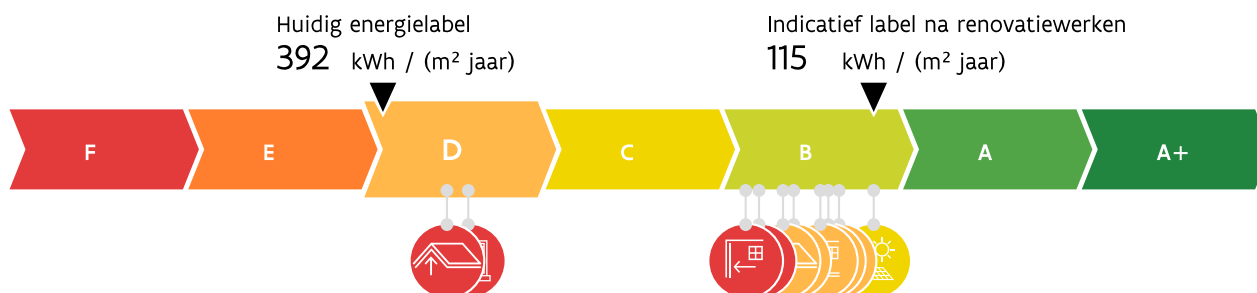 Huidig energielabel
392 kWh / (m² jaar)
Indicatief label na renovatiewerken
115 kWh / (m² jaar)
F E D C B A A+